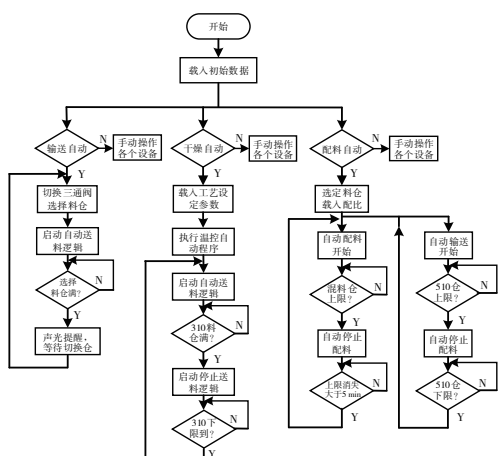 开始
载入初始数据
输送自动
N
手动操作
各个设备
Y
切换三通阀
选择料仓
启动自动送
料逻辑
选择
料仓满?
N
Y
声光提醒,
等待切换仓
干燥自动
N
手动操作
各个设备
Y
载入工艺设
定参数
执行温控自
动程序
启动自动送
料逻辑
310料
仓满?
N
Y
启动停止送
料逻辑
310下
限到?
N
Y
配料自动
N
手动操作
各个设备
Y
选定料仓
载入配比
自动配料
开始
混料仓
上限?
N
Y
自动停止
配料
上限消失
大于5 min
N
Y
自动输送
开始
510仓
上限?
N
Y
自动停止
配料
510仓
下限?
N
Y